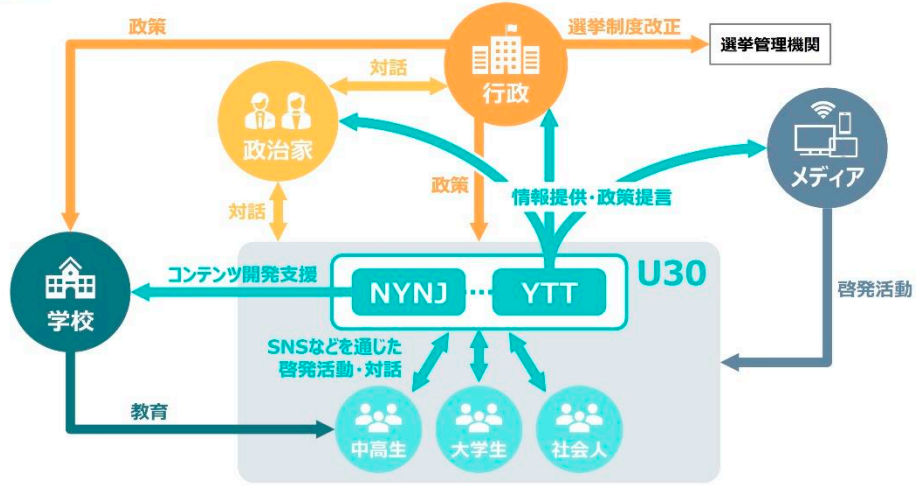 政策
選挙制度改正
選挙管理機関
対話
行政
政治家
メディア
政策
情報提供・政策提言
対話
学校
コンテンツ開発支援
NYNJ
YTT
U30
啓発活動
SNSなどを通じた
啓発活動・対話
教育
中高生
大学生
社会人